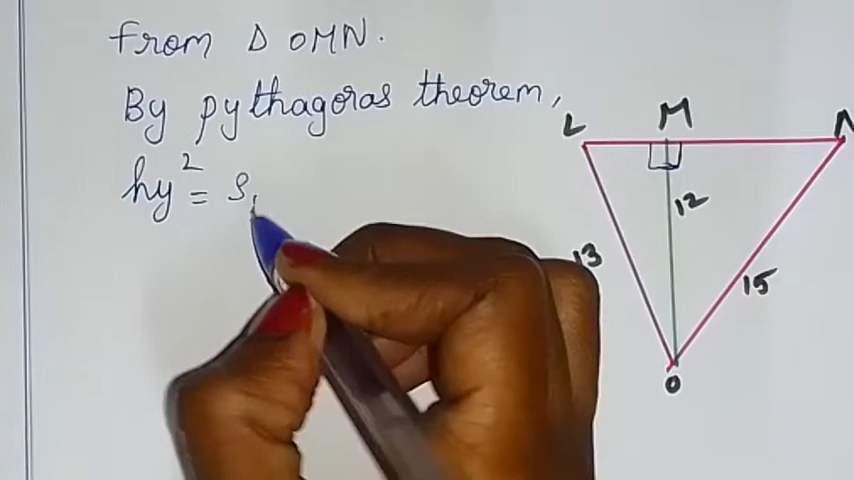 From Δ OMN.
By pythagoras theorem,
hy² = S
L M N
12
13
15
O